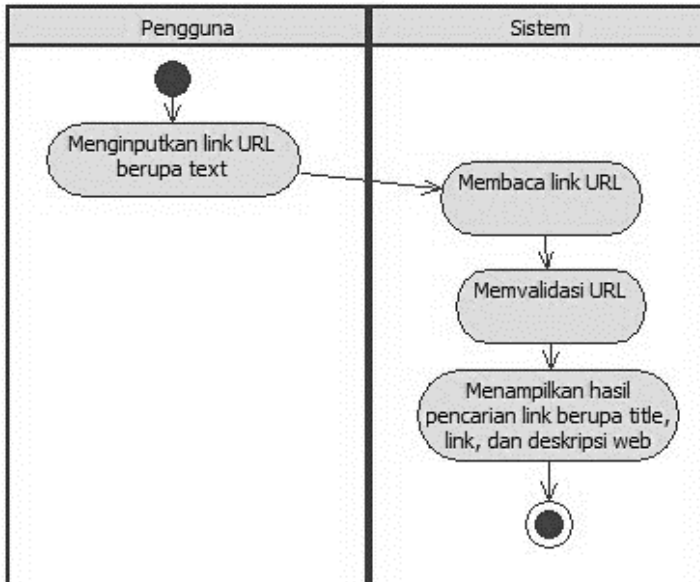 Pengguna
Sistem
Menginputkan link URL
berupa text
Membaca link URL
Memvalidasi URL
Menampilkan hasil
pencarian link berupa title,
link, dan deskripsi web